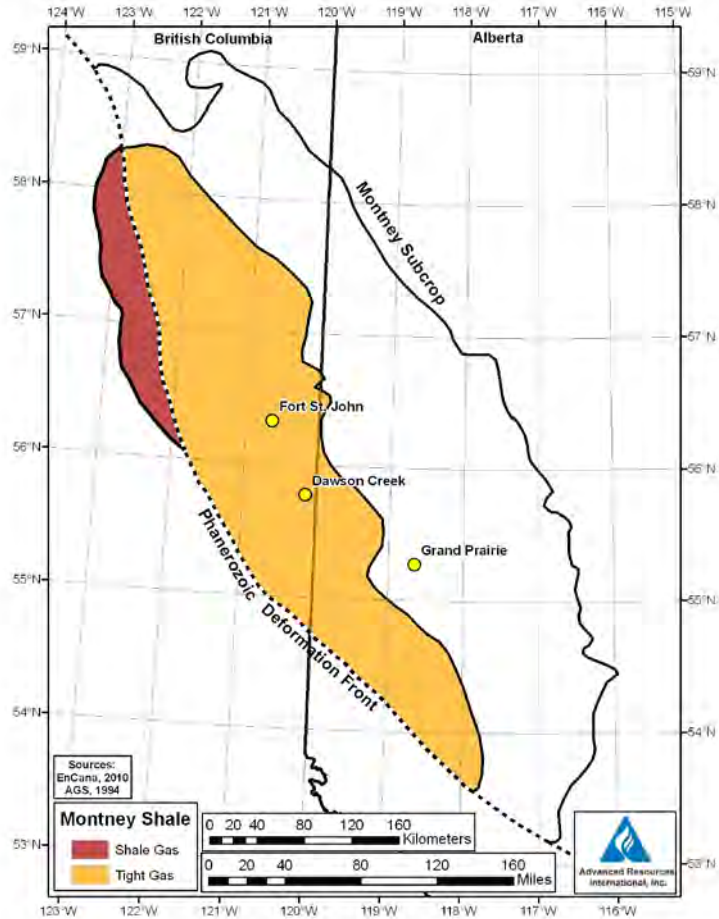 124°W 123°W 122°W 121°W 120°W 119°W 118°W 117°W 116°W 115°W
British Columbia Alberta
59°N 59°N
58°N 58°N
Montney Subcrop
57°N 57°N
Fort St. John
56°N 56°N
Dawson Creek
Grand Prairie
Phanerozoic Deformation Front
55°N 55°N
54°N 54°N
Sources:
EnCana, 2010
AGS, 1994
Montney Shale
Shale Gas
Tight Gas
0 20 40 80 120 160
Kilometers
0 20 40 80 120 160
Miles
Advanced Resources
International, Inc.
53°N 53°N
123°W 122°W 121°W 120°W 119°W 118°W 117°W 116°W